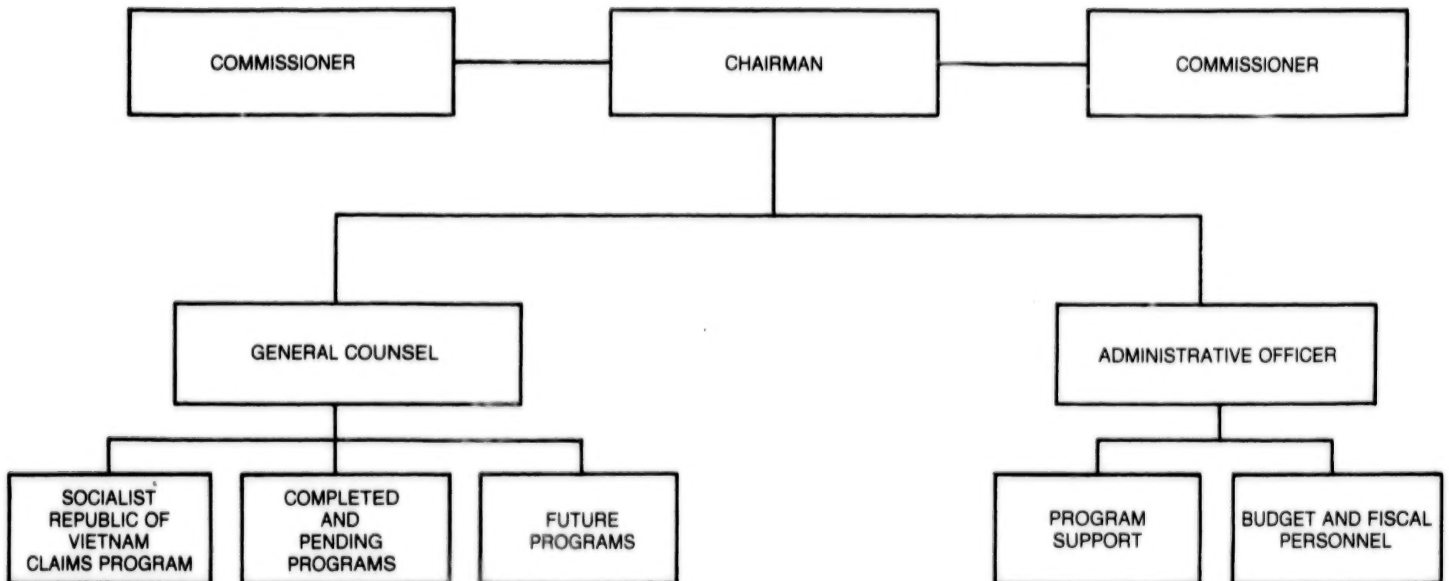 COMMISSIONER
CHAIRMAN
COMMISSIONER
GENERAL COUNSEL
ADMINISTRATIVE OFFICER
SOCIALIST
REPUBLIC OF
VIETNAM
CLAIMS PROGRAM
COMPLETED
AND
PENDING
PROGRAMS
FUTURE
PROGRAMS
PROGRAM
SUPPORT
BUDGET AND FISCAL
PERSONNEL